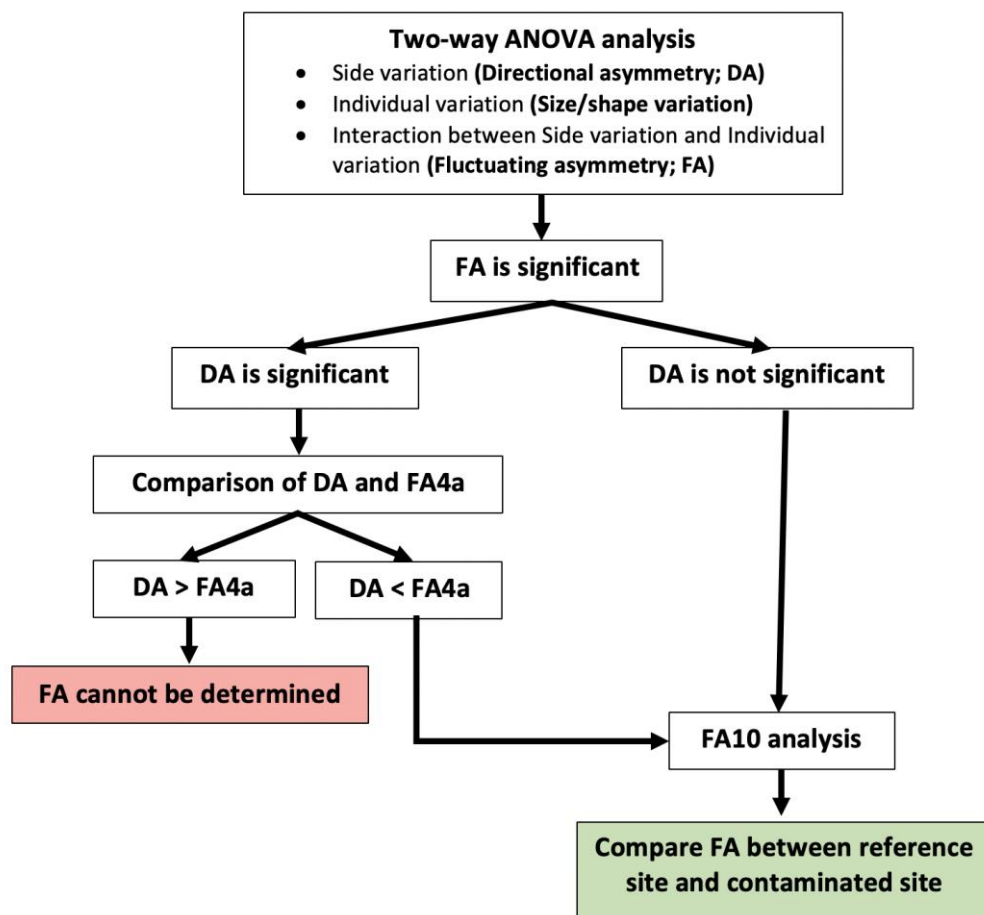 Two-way ANOVA analysis
• Side variation (Directional asymmetry; DA)
• Individual variation (Size/shape variation)
• Interaction between Side variation and Individual
variation (Fluctuating asymmetry; FA)
FA is significant
DA is significant
DA is not significant
Comparison of DA and FA4a
DA > FA4a
DA < FA4a
FA cannot be determined
FA10 analysis
Compare FA between reference
site and contaminated site